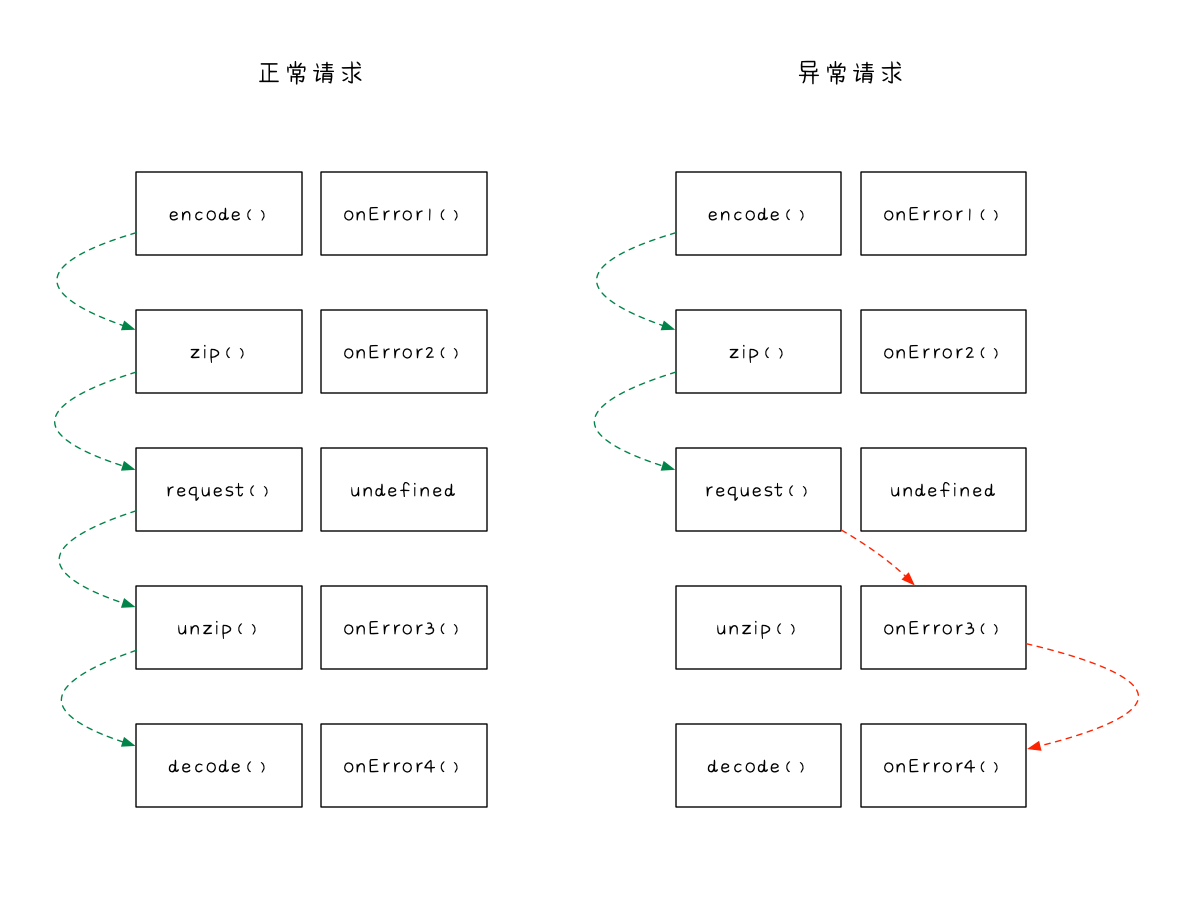 正常请求
异常请求
encode()
onError1()
encode()
onError1()
zip()
onError2()
zip()
onError2()
request()
undefined
request()
undefined
unzip()
onError3()
unzip()
onError3()
decode()
onError4()
decode()
onError4()